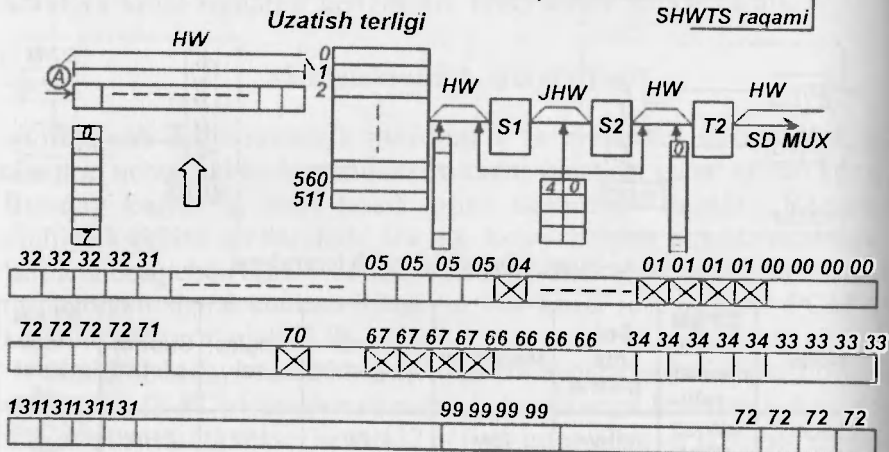 SHWTS raqami
Uzatish terligi
HW
A
0
1
2
0
7
560
511
HW S1 JHW S2 HW T2 HW
SD MUX
0
4 0
32 32 32 32 31 05 05 05 05 04 01 01 01 01 00 00 00 00
72 72 72 72 71 70 67 67 67 67 66 66 66 66 34 34 34 34 34 33 33 33 33
131 131 131 131 99 99 99 99 72 72 72 72